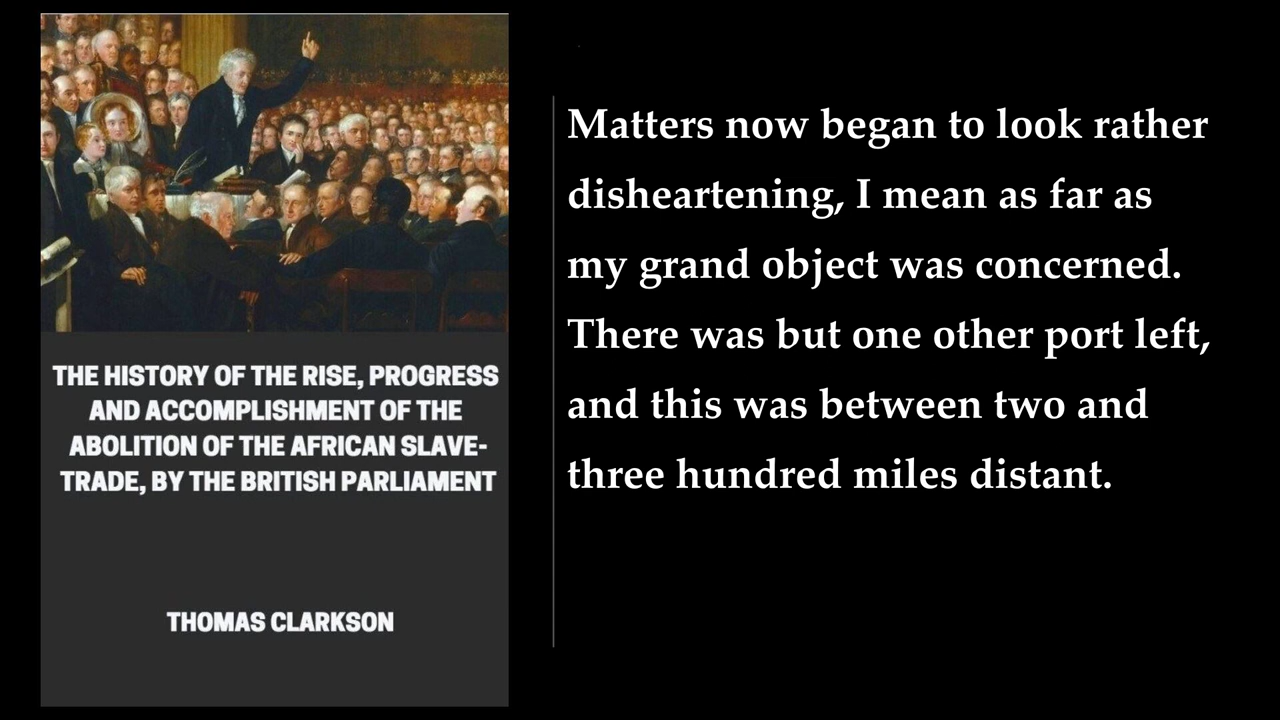 THE HISTORY OF THE RISE, PROGRESS
AND ACCOMPLISHMENT OF THE
ABOLITION OF THE AFRICAN SLAVE-
TRADE, BY THE BRITISH PARLIAMENT
THOMAS CLARKSON
Matters now began to look rather
disheartening, I mean as far as
my grand object was concerned.
There was but one other port left,
and this was between two and
three hundred miles distant.